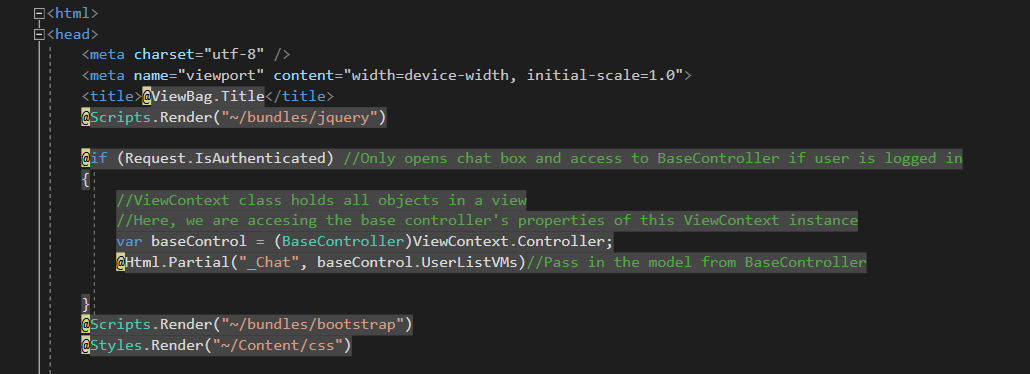 <html>
<head>
<meta charset="utf-8" />
<meta name="viewport" content="width=device-width, initial-scale=1.0">
<title>@ViewBag.Title</title>
@Scripts.Render("~/bundles/jquery")
@if (Request.IsAuthenticated) //Only opens chat box and access to BaseController if user is logged in
{
//ViewContext class holds all objects in a view
//Here, we are accesing the base controller's properties of this ViewContext instance
var baseControl = (BaseController)ViewContext.Controller;
@Html.Partial("_Chat", baseControl.UserListVMs)//Pass in the model from BaseController
}
@Scripts.Render("~/bundles/bootstrap")
@Styles.Render("~/Content/css")